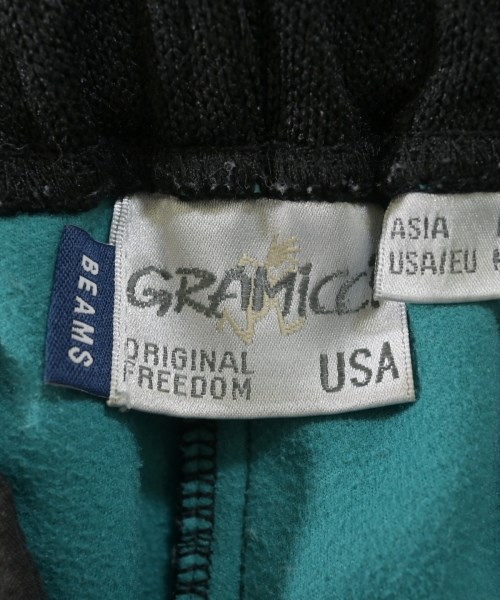 BEAMS
GRAMiCCi
ORIGINAL
FREEDOM
USA
ASIA
USA/EU